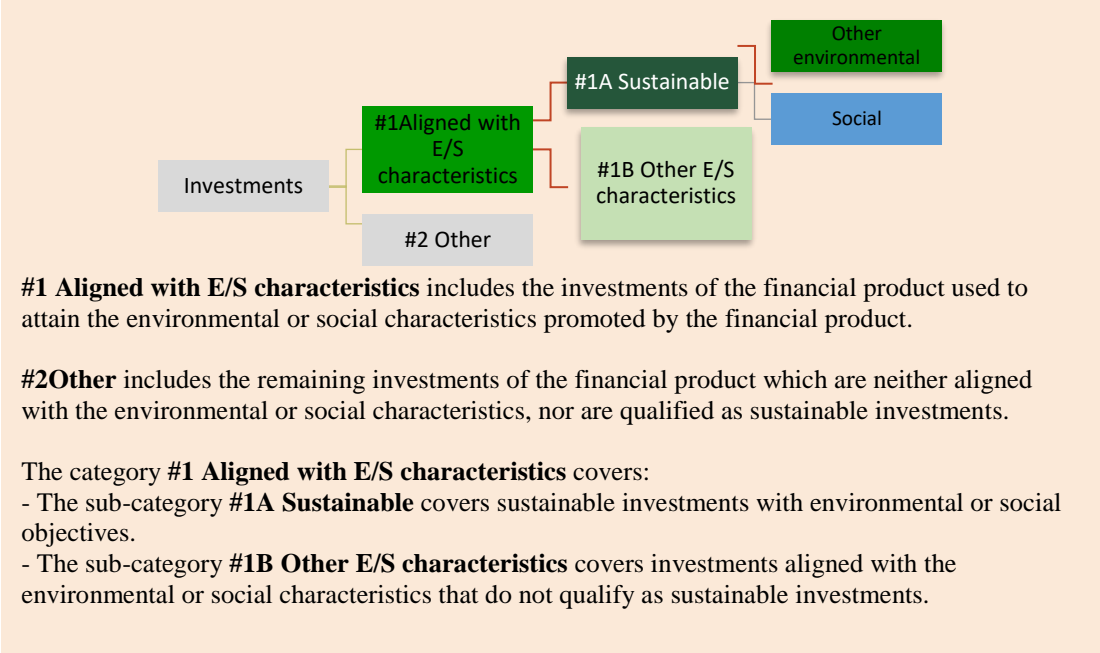 Other
environmental
#1A Sustainable
Social
#1Aligned with
E/S
characteristics
#1B Other E/S
characteristics
Investments
#2 Other
#1 Aligned with E/S characteristics includes the investments of the financial product used to
attain the environmental or social characteristics promoted by the financial product.
#2Other includes the remaining investments of the financial product which are neither aligned
with the environmental or social characteristics, nor are qualified as sustainable investments.
The category #1 Aligned with E/S characteristics covers:
- The sub-category #1A Sustainable covers sustainable investments with environmental or social
objectives.
- The sub-category #1B Other E/S characteristics covers investments aligned with the
environmental or social characteristics that do not qualify as sustainable investments.